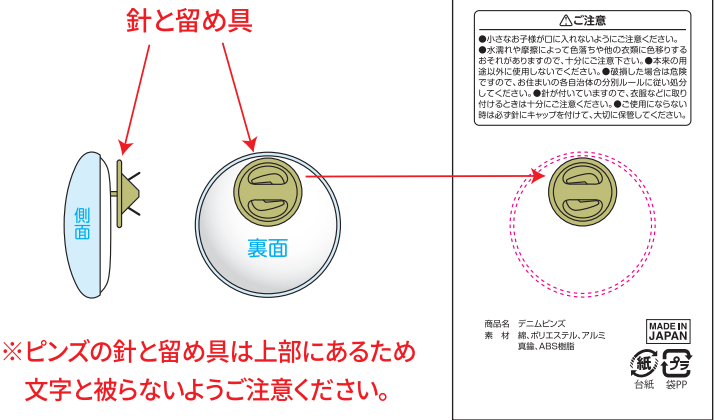 針と留め具
側面
裏面
※ピンズの針と留め具は上部にあるため
文字と被らないようご注意ください。
⚠ご注意
●小さなお子様が口に入れないようにご注意ください。
●水濡れや摩擦によって色落ちや他の衣類に色移りする
おそれがありますので、十分にご注意下さい。●本来の用
途以外に使用しないでください。●破損した場合は危険
ですので、お住まいの各自治体の分別ルールに従い処分
してください。●針が付いていますので、衣服などに取り
付けるときは十分にご注意ください。●ご使用にならない
時は必ず針にキャップを付けて、大切に保管してください。
商品名 デニムピンズ
素 材 綿、ポリエステル、アルミ
真鍮、ABS樹脂
MADE IN
JAPAN
紙 プラ
台紙 袋PP